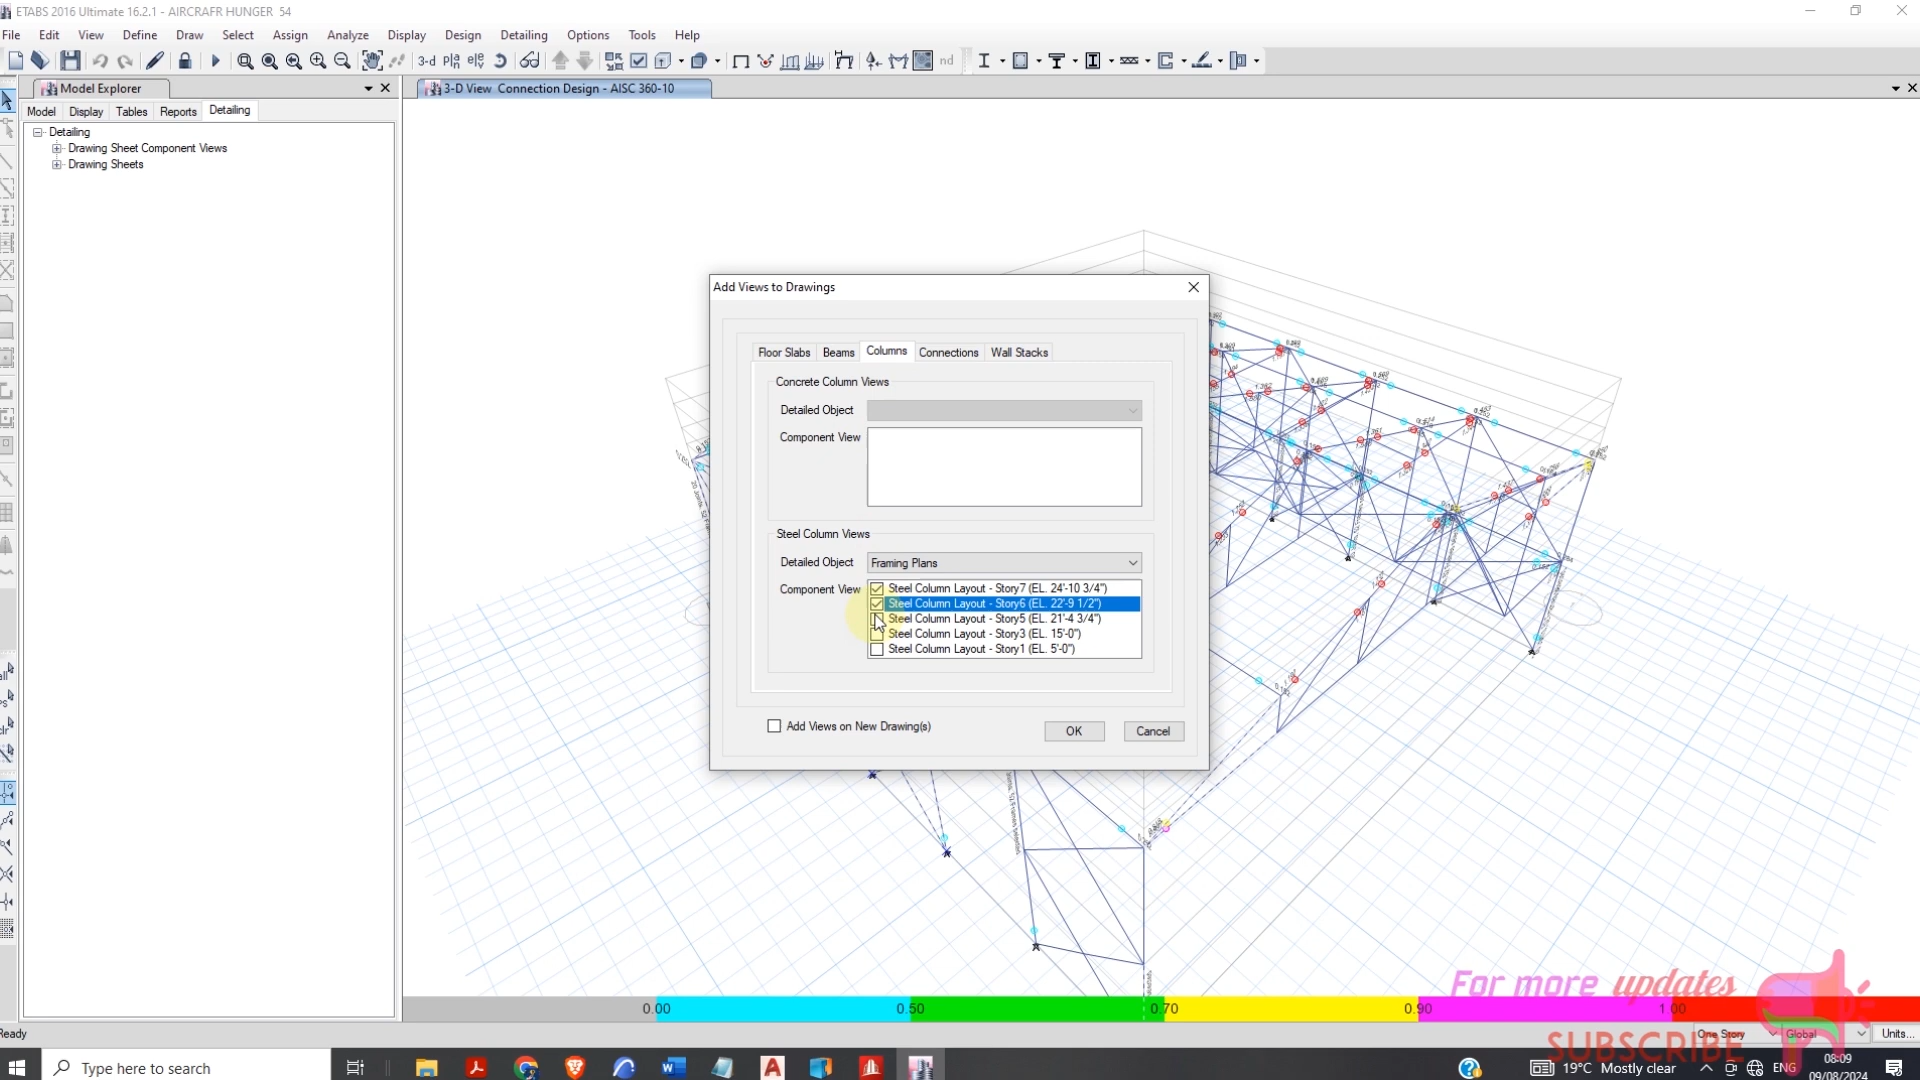 ETABS 2016 Ultimate 16.2.1 - AIRCRAFR HUNGER  54
File Edit View Define Draw Select Assign Analyze Display Design Detailing Options Tools Help
3-d Pla ele nd
Model Explorer
3-D View  Connection Design - AISC 360-10
Model Display Tables Reports Detailing
Detailing
Drawing Sheet Component Views
Drawing Sheets
Add Views to Drawings
Floor Slabs Beams Columns Connections Wall Stacks
Concrete Column Views
Detailed Object
Component View
Steel Column Views
Detailed Object Framing Plans
Component View Steel Column Layout - Story7 (EL. 24'-10 3/4")
Steel Column Layout - Story6 (EL. 22'-9 1/2")
Steel Column Layout - Story5 (EL. 21'-4 3/4")
Steel Column Layout - Story3 (EL. 15'-0")
Steel Column Layout - Story1 (EL. 5'-0")
Add Views on New Drawing(s) OK Cancel
For more updates
0.00 0.50 0.70 0.90 1.00
Ready One Story Global Units...
SUBSCRIBE
Type here to search
19°C Mostly clear ENG 08:09
09/08/2024